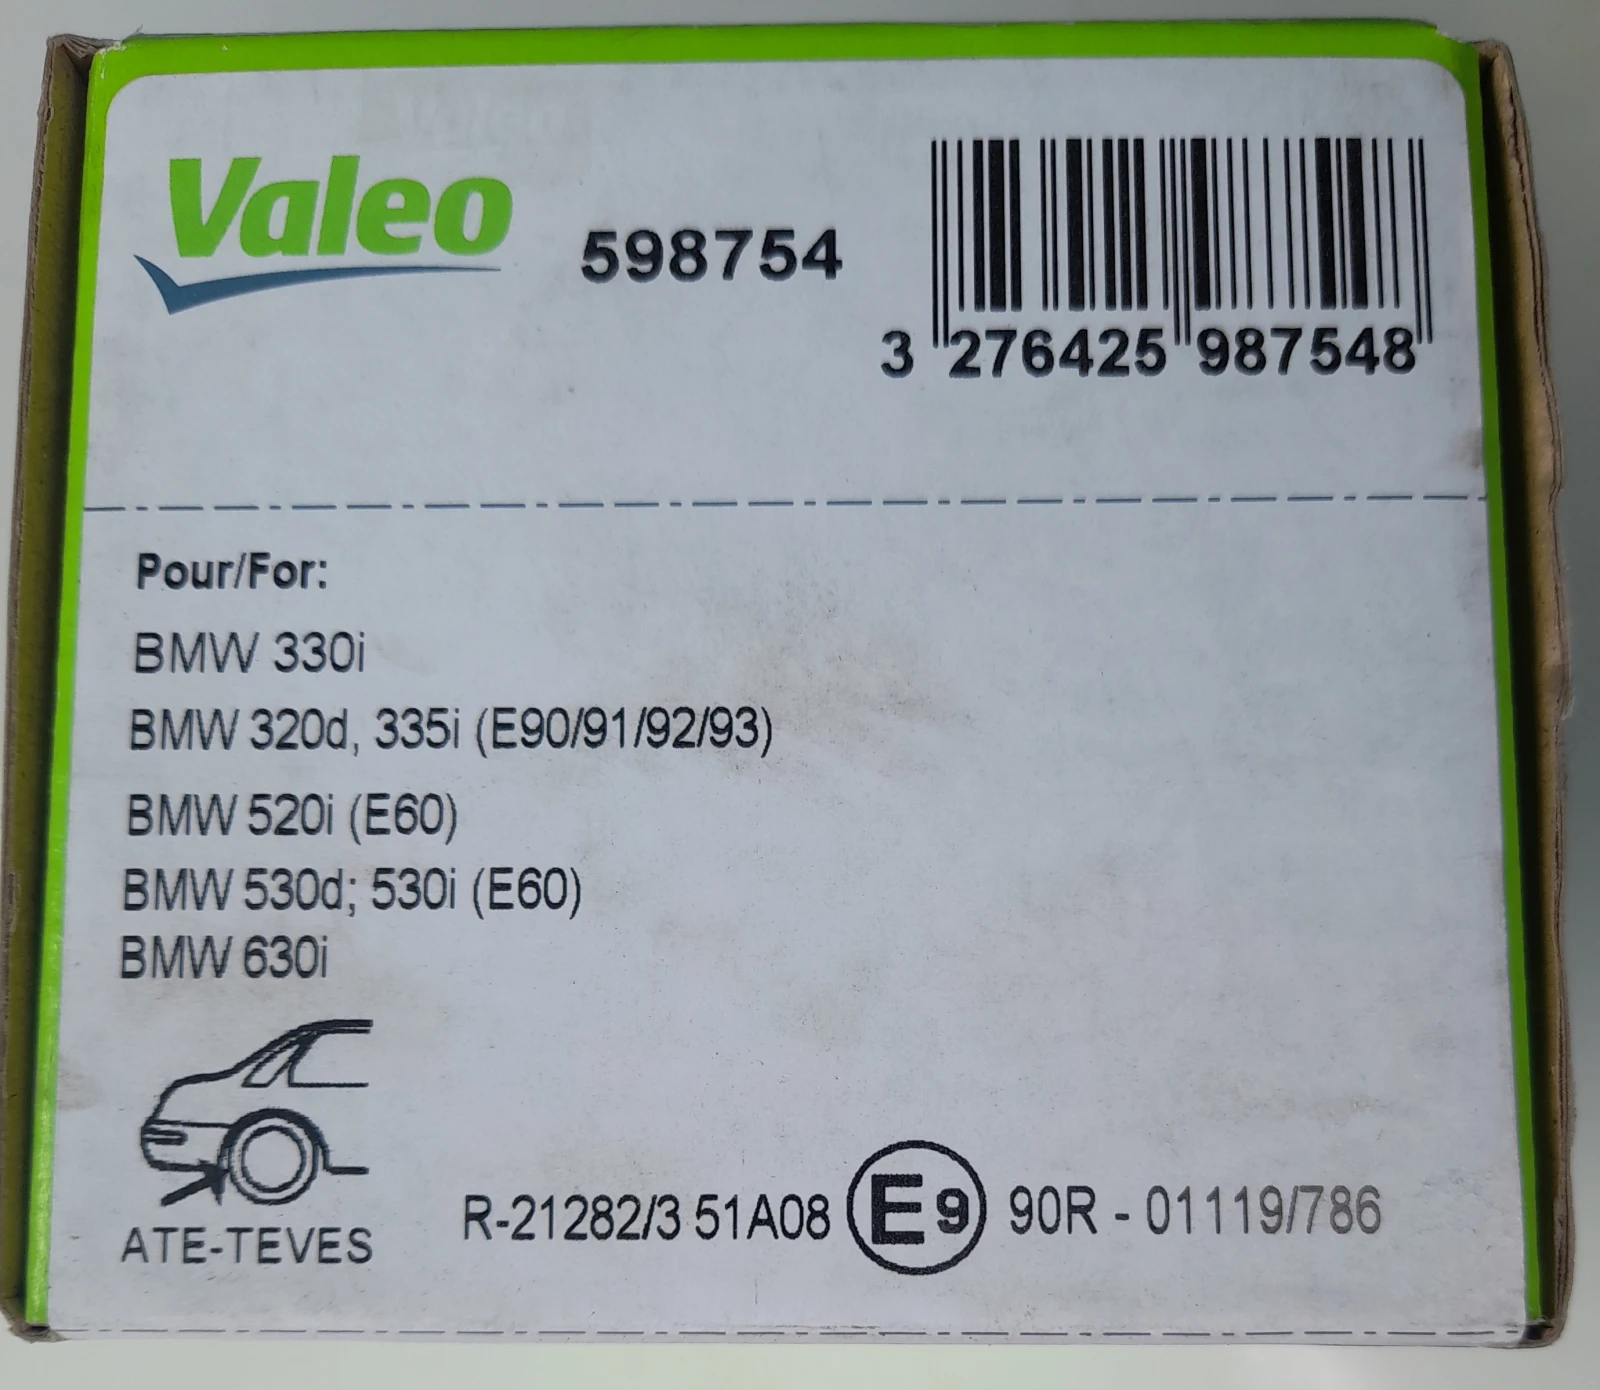 Valeo
598754
3 276425 987548
Pour/For:
BMW 330i
BMW 320d, 335i (E90/91/92/93)
BMW 520i (E60)
BMW 530d; 530i (E60)
BMW 630i
ATE-TEVES
R-21282/3 51A08 E9 90R - 01119/786